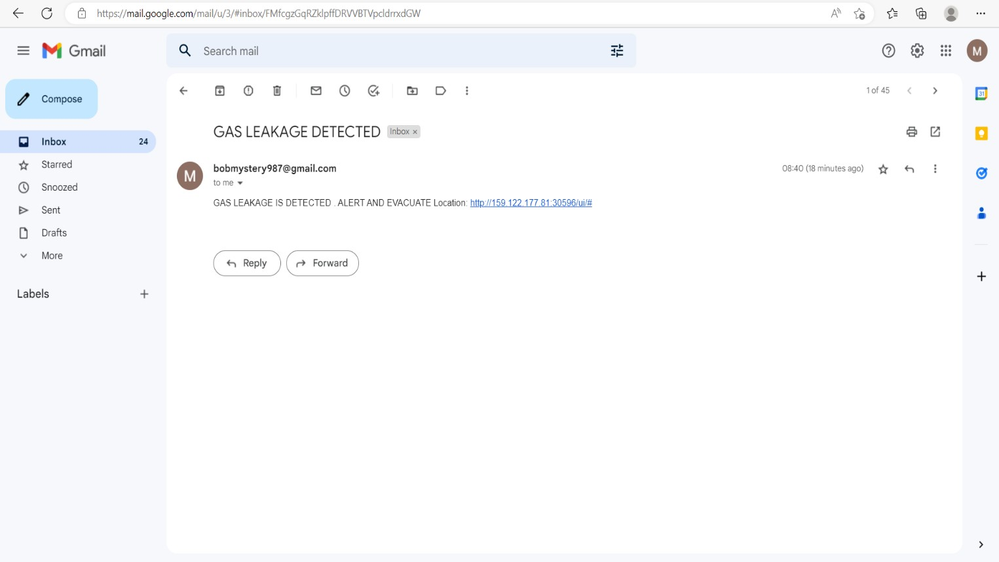 https://mail.google.com/mail/u/3/#inbox/FMfcgzGqRZklpffDRVVBTVpcldrrxdGW
Gmail
Search mail
M
Compose
1 of 45
31
GAS LEAKAGE DETECTED Inbox ×
Inbox 24
Starred
Snoozed
Sent
Drafts
More
Labels
M
bobmystery987@gmail.com
08:40 (18 minutes ago)
to me
GAS LEAKAGE IS DETECTED . ALERT AND EVACUATE Location: http://159.122.177.81:30596/ui/#
Reply
Forward